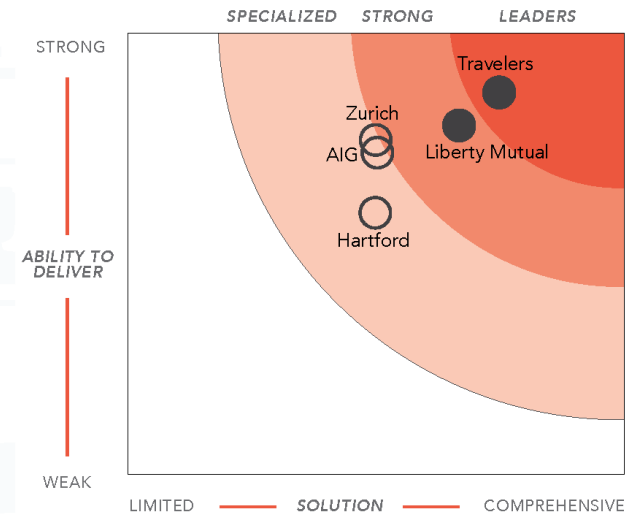 SPECIALIZED STRONG LEADERS
STRONG
Travelers
Zurich
AIG
Liberty Mutual
Hartford
ABILITY TO
DELIVER
WEAK
LIMITED SOLUTION COMPREHENSIVE